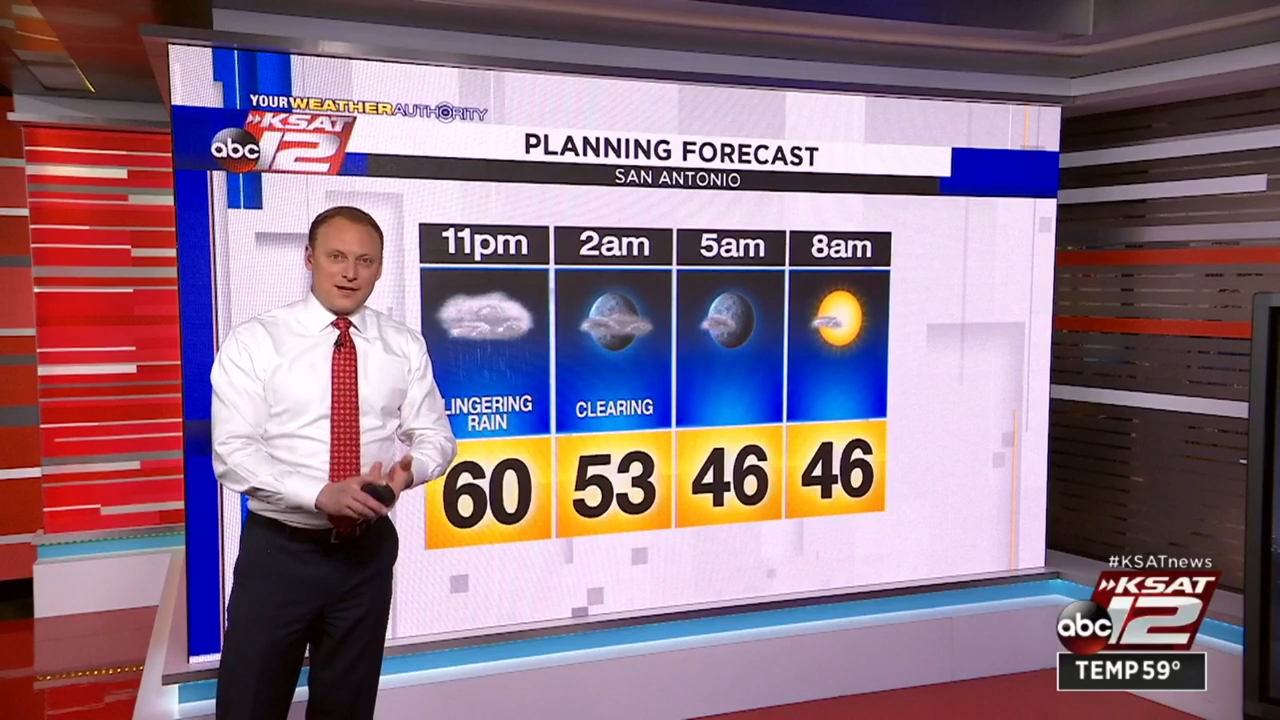 YOUR WEATHER AUTHORITY
»KSAT
abc 12
PLANNING FORECAST
SAN ANTONIO
11pm 2am 5am 8am
LINGERING
RAIN
CLEARING
60 53 46 46
#KSATnews
»KSAT
abc 12
TEMP 59°